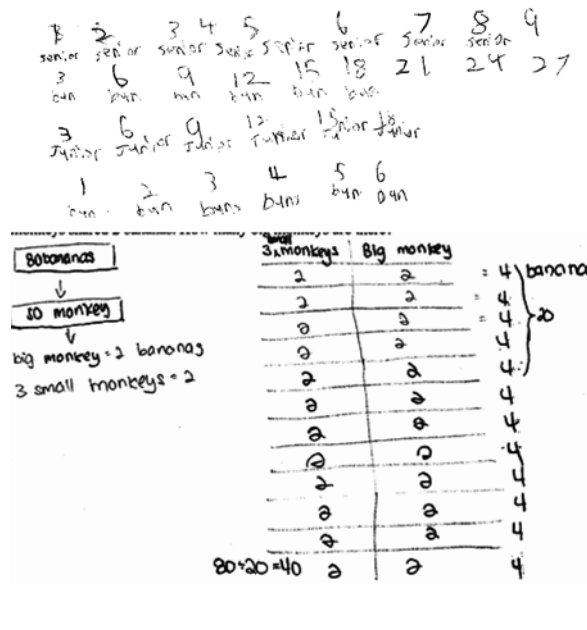 1 2 3 4 5 6 7 8 9
senior senior senior senior senior senior senior senior
3 6 9 12 15 18 21 24 27
bun bun bun bun bun bun
3 6 9 12 15 18
Junior Junior Junior Junior Junior Junior
1 2 3 4 5 6
bun bun buns buns bun bun
80bananas
50 monkey
big monkey = 2 bananas
3 small monkeys = 2
3 small monkeys Big monkey
2 2 = 4 banana
2 2 = 4
2 2 = 4 20
2 2 4
2 2 4
2 2 4
2 2 4
2 2 4
2 2 4
2 2 4
2 2 4
80÷20=40 2 2 4